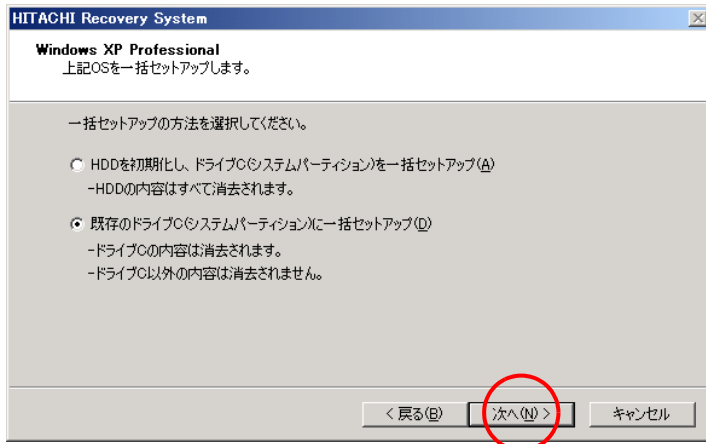 HITACHI Recovery System
Windows XP Professional
上記OSを一括セットアップします。
一括セットアップの方法を選択してください。
HDDを初期化し、ドライブC(システムパーティション)を一括セットアップ(A)
-HDDの内容はすべて消去されます。
既存のドライブC(システムパーティション)に一括セットアップ(D)
-ドライブCの内容は消去されます。
-ドライブC以外の内容は消去されません。
< 戻る(B) 次へ(N) > キャンセル